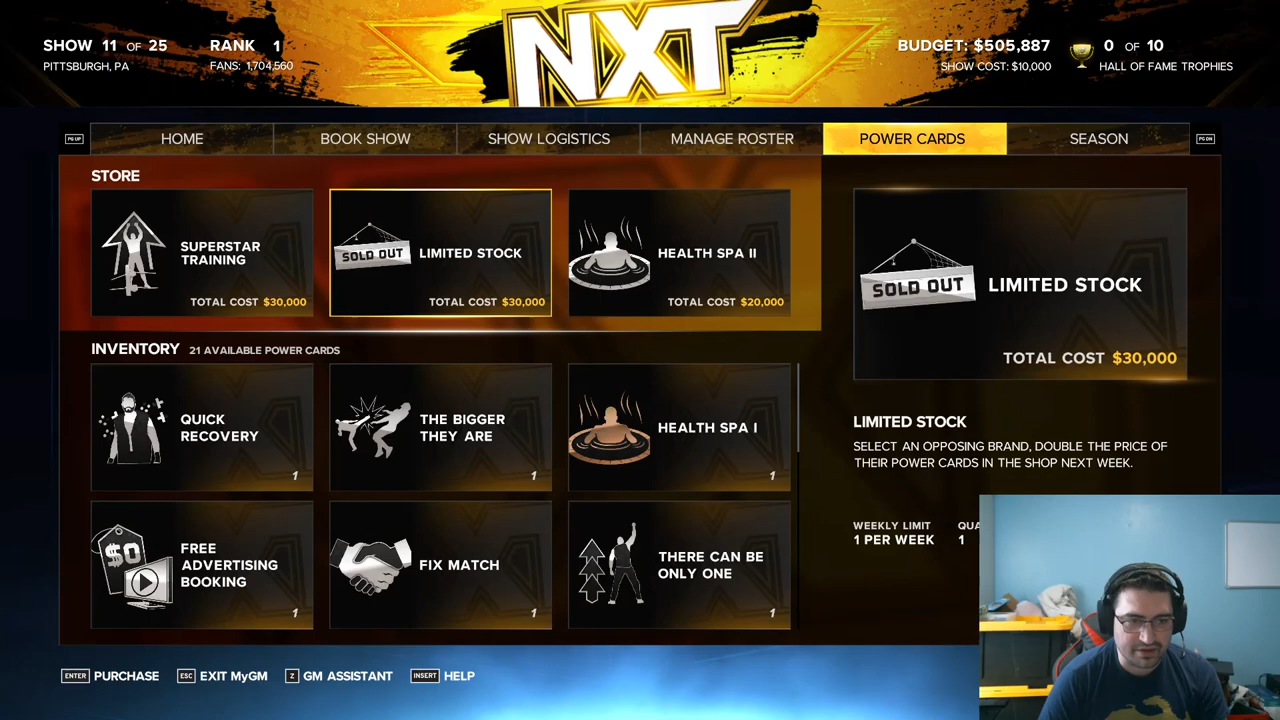 NXT
SHOW 11 OF 25
PITTSBURGH, PA
RANK 1
FANS: 1,704,560
BUDGET: $505,887
SHOW COST: $10,000
0 OF 10
HALL OF FAME TROPHIES
PG UP
HOME
BOOK SHOW
SHOW LOGISTICS
MANAGE ROSTER
POWER CARDS
SEASON
PG DN
STORE
SUPERSTAR
TRAINING
TOTAL COST $30,000
SOLD OUT
LIMITED STOCK
TOTAL COST $30,000
HEALTH SPA II
TOTAL COST $20,000
INVENTORY 21 AVAILABLE POWER CARDS
QUICK
RECOVERY
1
THE BIGGER
THEY ARE
1
HEALTH SPA I
1
$0
FREE
ADVERTISING
BOOKING
1
FIX MATCH
1
THERE CAN BE
ONLY ONE
1
SOLD OUT
LIMITED STOCK
TOTAL COST $30,000
LIMITED STOCK
SELECT AN OPPOSING BRAND, DOUBLE THE PRICE OF
THEIR POWER CARDS IN THE SHOP NEXT WEEK.
WEEKLY LIMIT QUA
1 PER WEEK 1
ENTER PURCHASE ESC EXIT MyGM Z GM ASSISTANT INSERT HELP